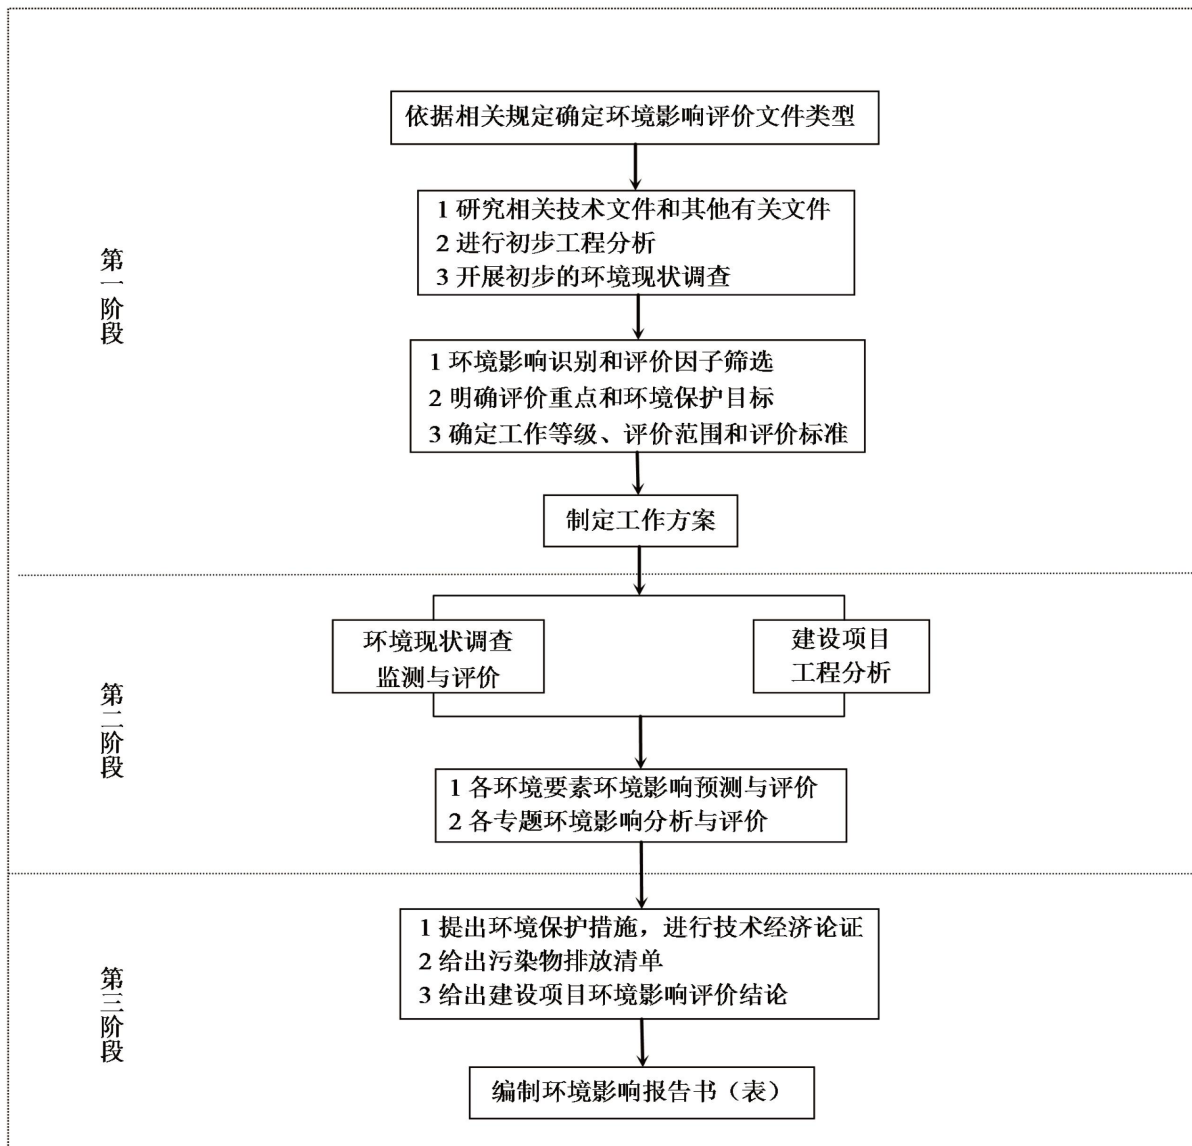 依据相关规定确定环境影响评价文件类型
1 研究相关技术文件和其他有关文件
2 进行初步工程分析
3 开展初步的环境现状调查
第一阶段
1 环境影响识别和评价因子筛选
2 明确评价重点和环境保护目标
3 确定工作等级、评价范围和评价标准
制定工作方案
环境现状调查
监测与评价
建设项目
工程分析
第二阶段
1 各环境要素环境影响预测与评价
2 各专题环境影响分析与评价
1 提出环境保护措施，进行技术经济论证
2 给出污染物排放清单
3 给出建设项目环境影响评价结论
第三阶段
编制环境影响报告书（表）